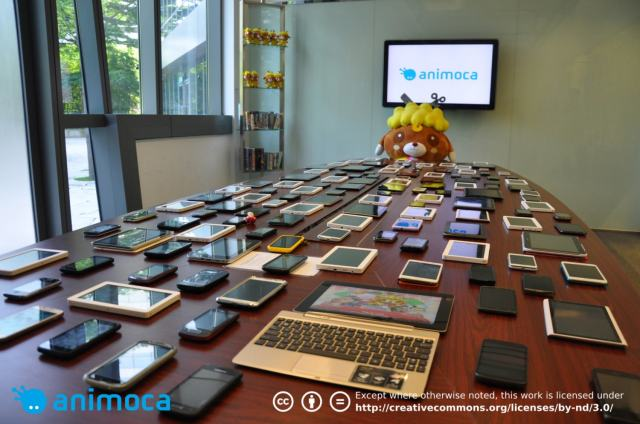 animoca
animoca
Except where otherwise noted, this work is licensed under
http://creativecommons.org/licenses/by-nd/3.0/